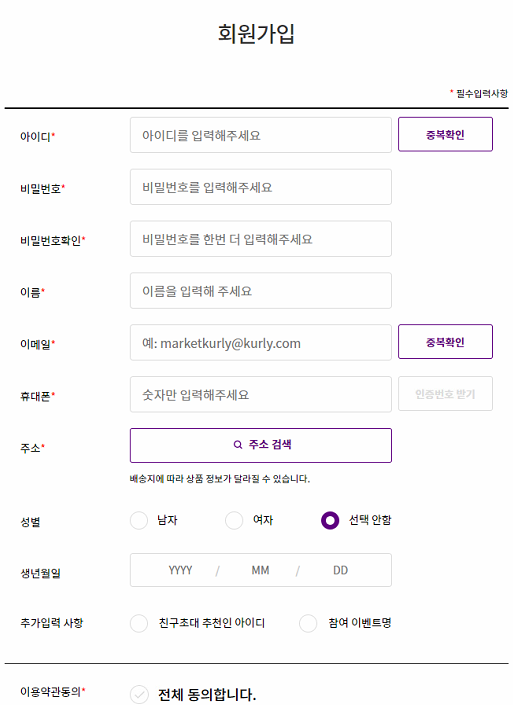 회원가입
* 필수입력사항
아이디* 아이디를 입력해주세요 중복확인
비밀번호* 비밀번호를 입력해주세요
비밀번호확인* 비밀번호를 한번 더 입력해주세요
이름* 이름을 입력해 주세요
이메일* 예: marketkurly@kurly.com 중복확인
휴대폰* 숫자만 입력해주세요 인증번호 받기
주소* 주소 검색
배송지에 따라 상품 정보가 달라질 수 있습니다.
성별 남자 여자 선택 안함
생년월일 YYYY / MM / DD
추가입력 사항 친구초대 추천인 아이디 참여 이벤트명
이용약관동의* 전체 동의합니다.